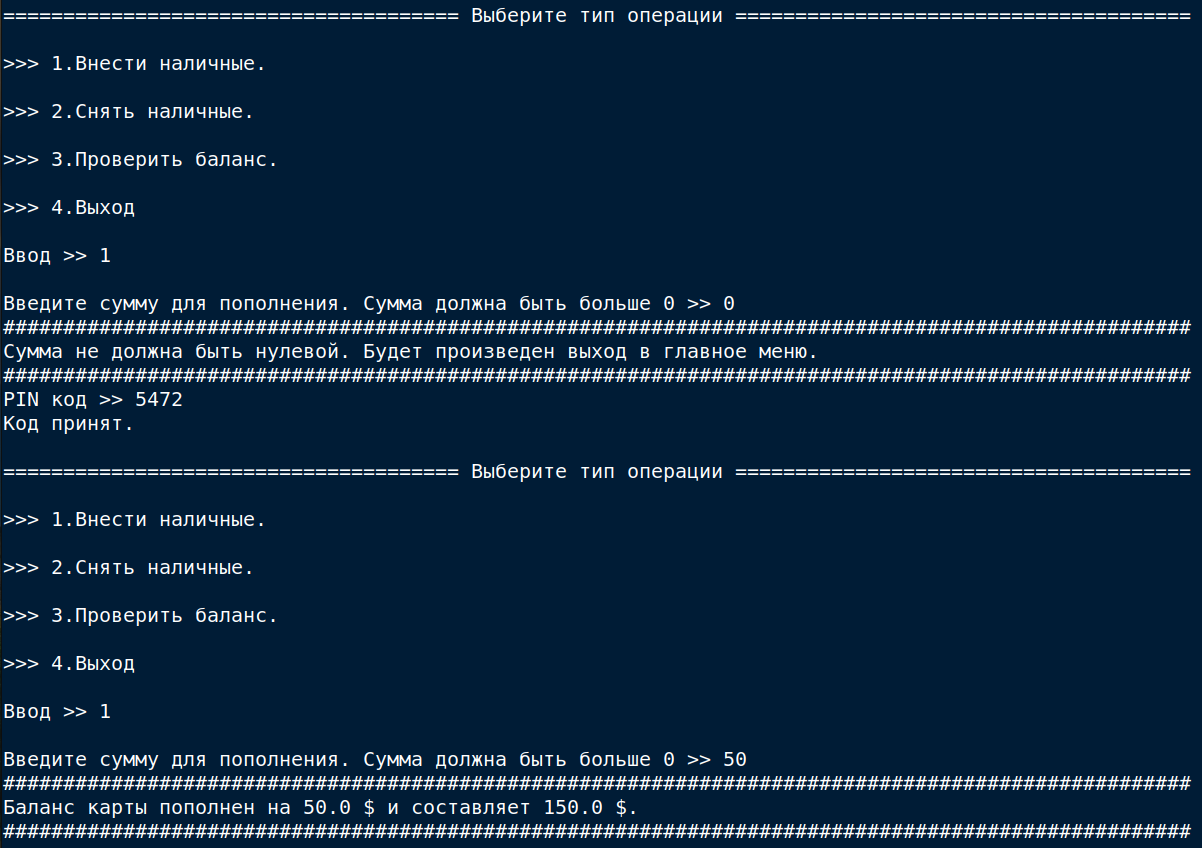 ====================================== Выберите тип операции ======================================
>>> 1.Внести наличные.
>>> 2.Снять наличные.
>>> 3.Проверить баланс.
>>> 4.Выход
Ввод >> 1
Введите сумму для пополнения. Сумма должна быть больше 0 >> 0
###################################################################################################
Сумма не должна быть нулевой. Будет произведен выход в главное меню.
###################################################################################################
PIN код >> 5472
Код принят.
====================================== Выберите тип операции ======================================
>>> 1.Внести наличные.
>>> 2.Снять наличные.
>>> 3.Проверить баланс.
>>> 4.Выход
Ввод >> 1
Введите сумму для пополнения. Сумма должна быть больше 0 >> 50
###################################################################################################
Баланс карты пополнен на 50.0 $ и составляет 150.0 $.
###################################################################################################